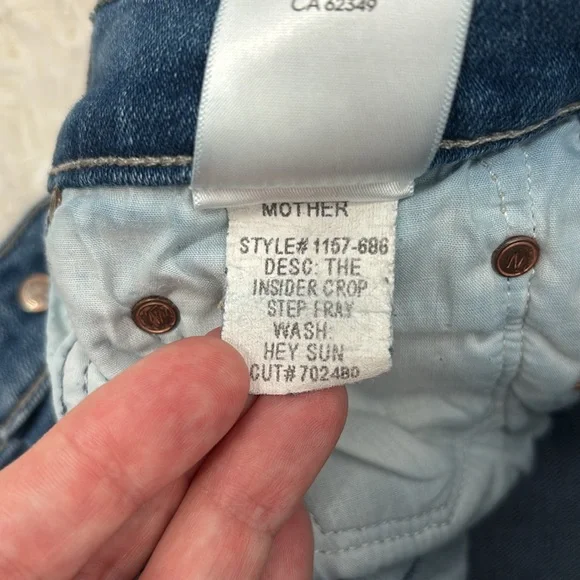 CA 62349
MOTHER
STYLE# 1157-686
DESC: THE
INSIDER CROP
STEP FRAY
WASH:
HEY SUN
CUT# 702480